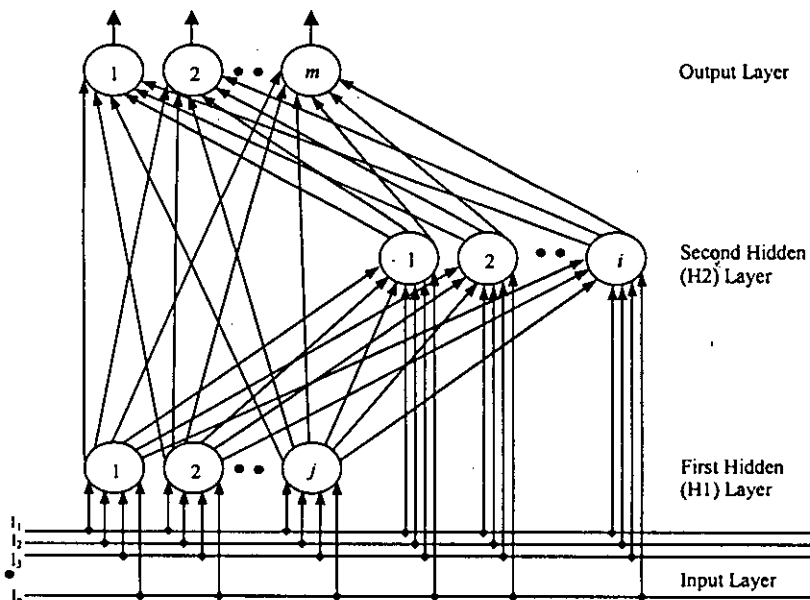 1 2 m Output Layer
1 2 i Second Hidden
(H2) Layer
1 2 j First Hidden
(H1) Layer
I1
I2
I3
Input Layer